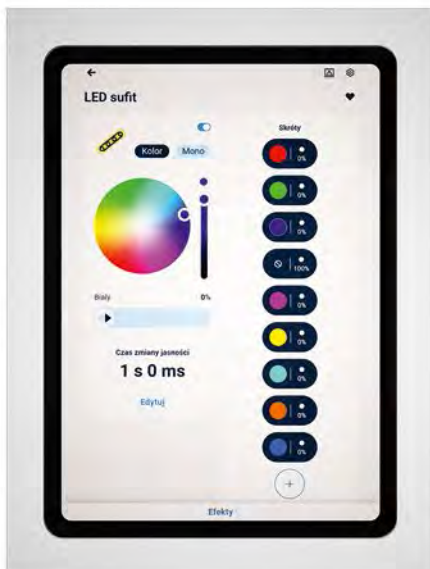 LED sufit
Kolor Mono
Biały 0%
Czas zmiany jasności
1 s 0 ms
Edytuj
Skróty
0%
0%
0%
100%
0%
0%
0%
0%
0%
Efekty